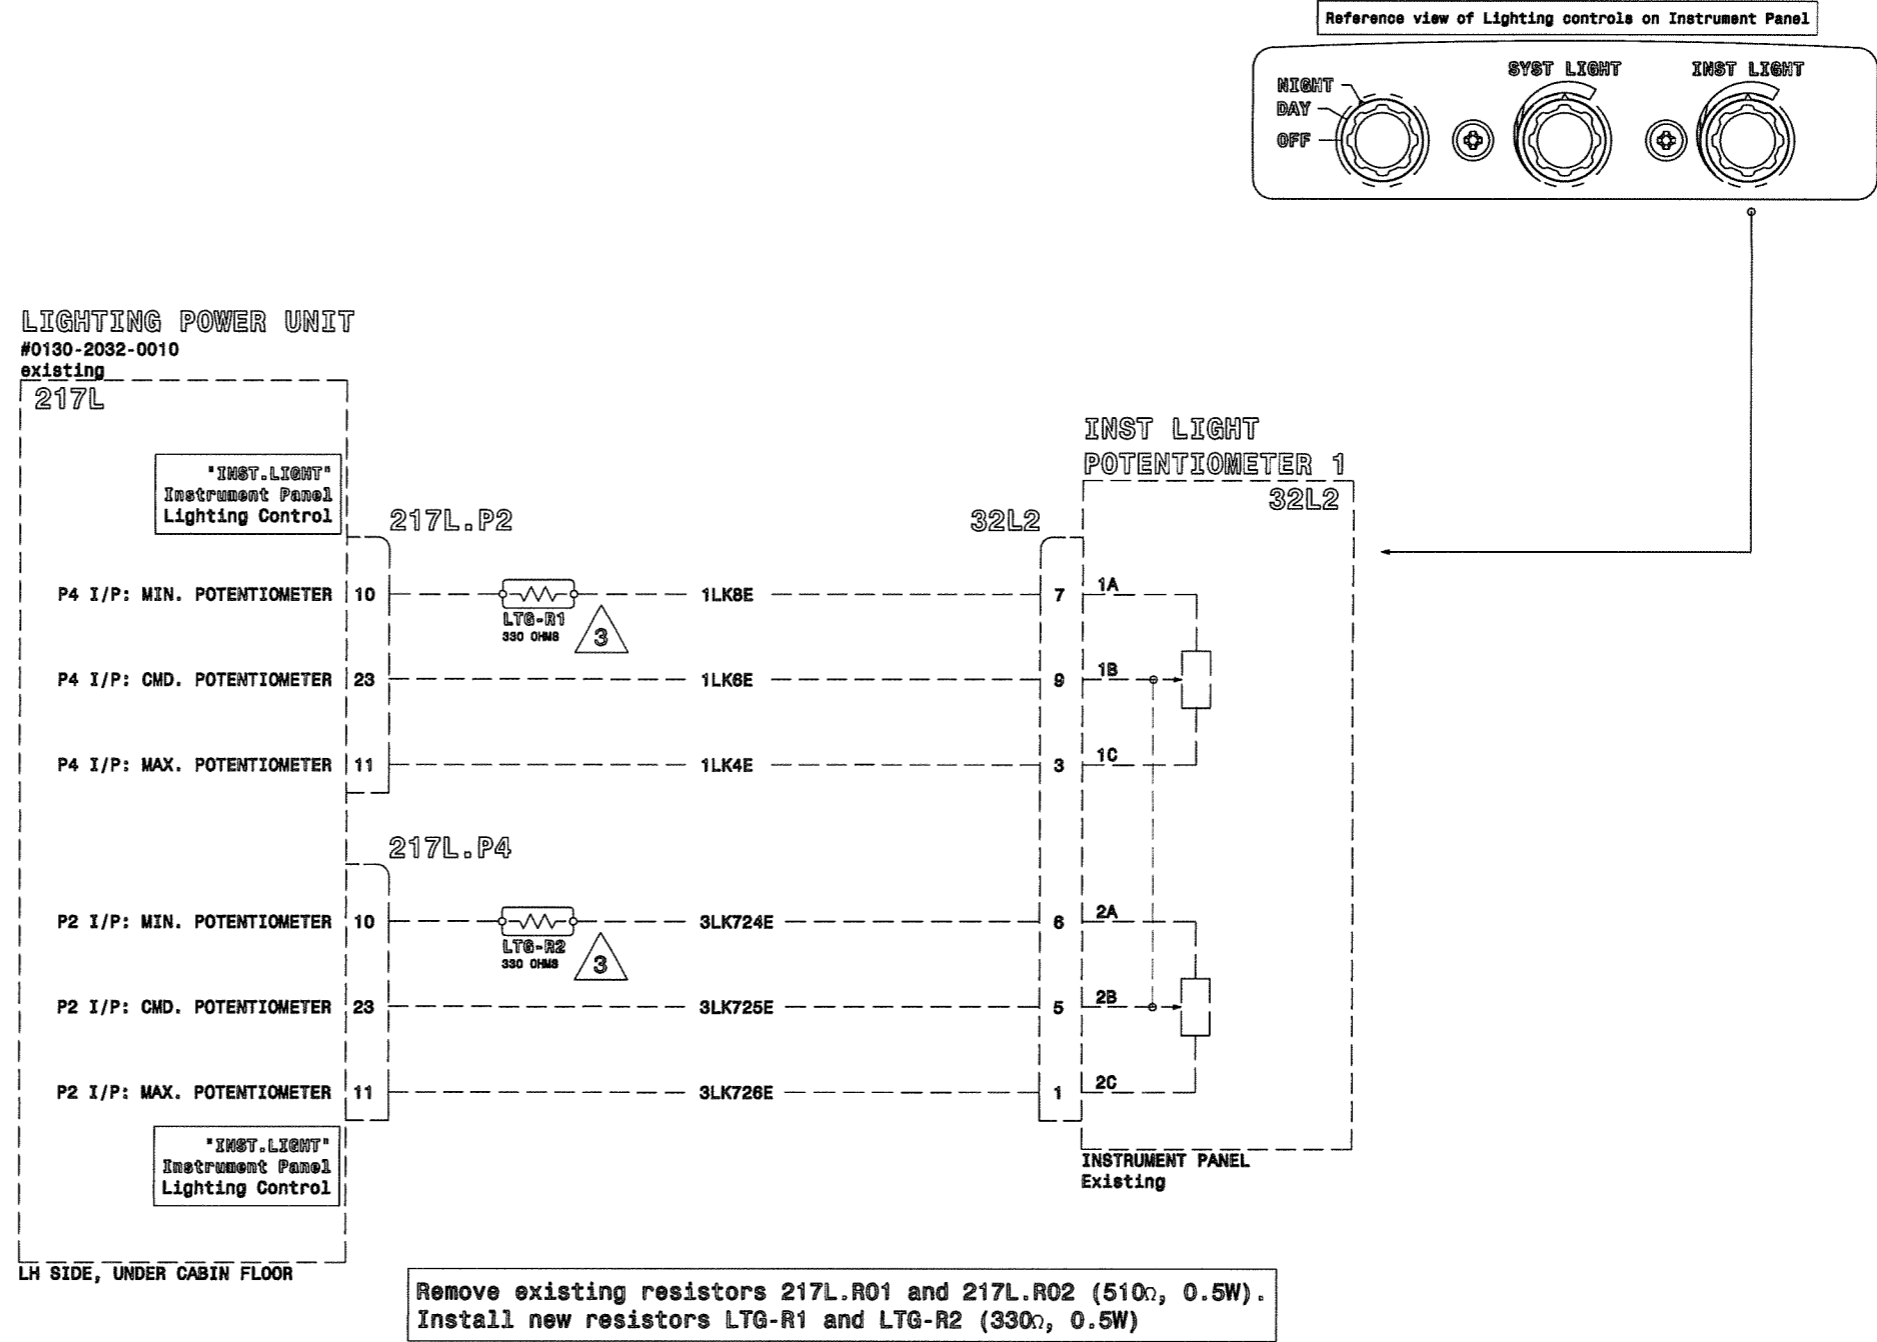 Reference view of Lighting controls on Instrument Panel
SYST LIGHT
INST LIGHT
NIGHT
DAY
OFF
LIGHTING POWER UNIT
#0130-2032-0010
existing
217L
"INST.LIGHT"
Instrument Panel
Lighting Control
217L.P2
P4 I/P: MIN. POTENTIOMETER 10
LTG-R1
330 OHMS
3
1LK8E
P4 I/P: CMD. POTENTIOMETER 23
1LK6E
P4 I/P: MAX. POTENTIOMETER 11
1LK4E
INST LIGHT
POTENTIOMETER 1
32L2
32L2
7 1A
9 1B
3 1C
217L.P4
P2 I/P: MIN. POTENTIOMETER 10
LTG-R2
330 OHMS
3
3LK724E
P2 I/P: CMD. POTENTIOMETER 23
3LK725E
P2 I/P: MAX. POTENTIOMETER 11
3LK726E
6 2A
5 2B
1 2C
"INST.LIGHT"
Instrument Panel
Lighting Control
INSTRUMENT PANEL
Existing
LH SIDE, UNDER CABIN FLOOR
Remove existing resistors 217L.R01 and 217L.R02 (510Ω, 0.5W).
Install new resistors LTG-R1 and LTG-R2 (330Ω, 0.5W)